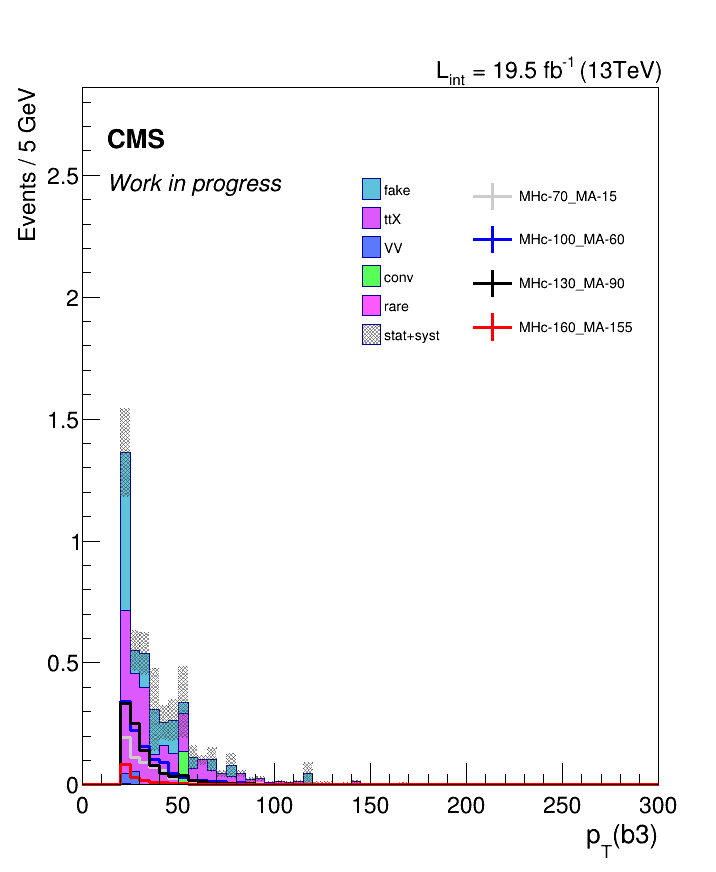 L_int = 19.5 fb^-1 (13TeV)
Events / 5 GeV
CMS
Work in progress
fake
ttX
VV
conv
rare
stat+syst
MHc-70_MA-15
MHc-100_MA-60
MHc-130_MA-90
MHc-160_MA-155
2.5
2
1.5
1
0.5
0
0 50 100 150 200 250 300
p_T(b3)